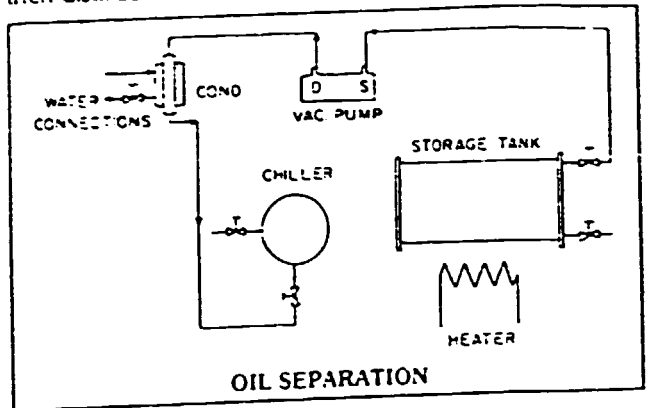 COND
D S
WATER
CONNECTIONS
VAC. PUMP
STORAGE TANK
CHILLER
T
T
T
HEATER
OIL SEPARATION